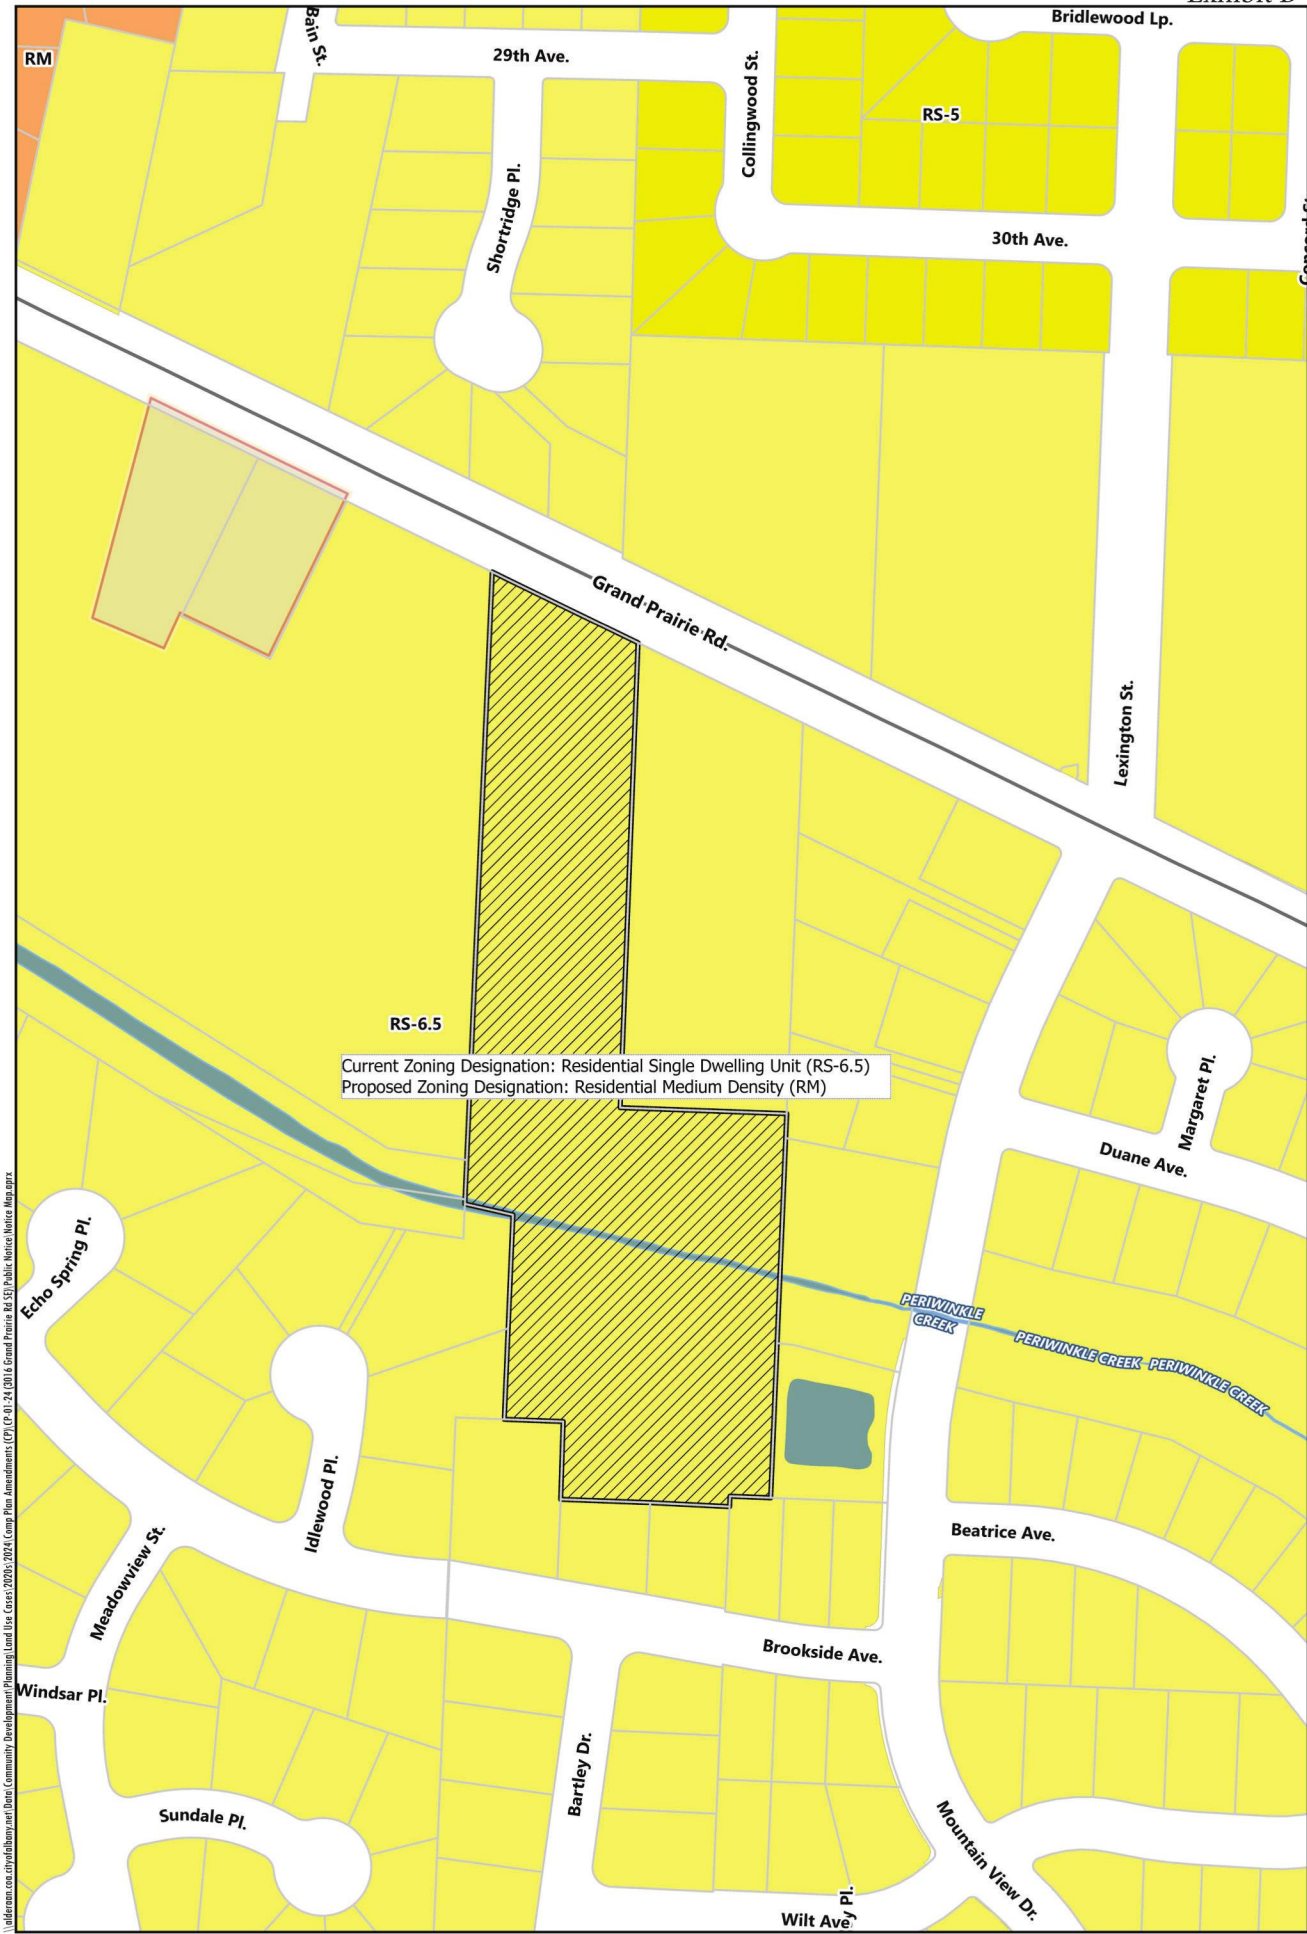 Bridlewood Lp.
Bain St.
RM
29th Ave.
Collingwood St.
RS-5
Shortridge Pl.
30th Ave.
Grand Prairie Rd.
Lexington St.
RS-6.5
Current Zoning Designation: Residential Single Dwelling Unit (RS-6.5)
Proposed Zoning Designation: Residential Medium Density (RM)
Margaret Pl.
Duane Ave.
Echo Spring Pl.
PERIWINKLE
CREEK
PERIWINKLE CREEK
PERIWINKLE CREEK
Idlewood Pl.
Beatrice Ave.
Meadowview St.
Brookside Ave.
Windsar Pl.
Bartley Dr.
Sundale Pl.
Mountain View Dr.
Wilt Ave
y Pl.
\\alderaan.coa.cityofalbany.net\Data\Community Development\Planning\Land Use Cases\2020s\2024\Comp Plan Amendments (CP)\CP-01-24 (3016 Grand Prairie Rd SE)\Public Notice\Notice Map.aprx